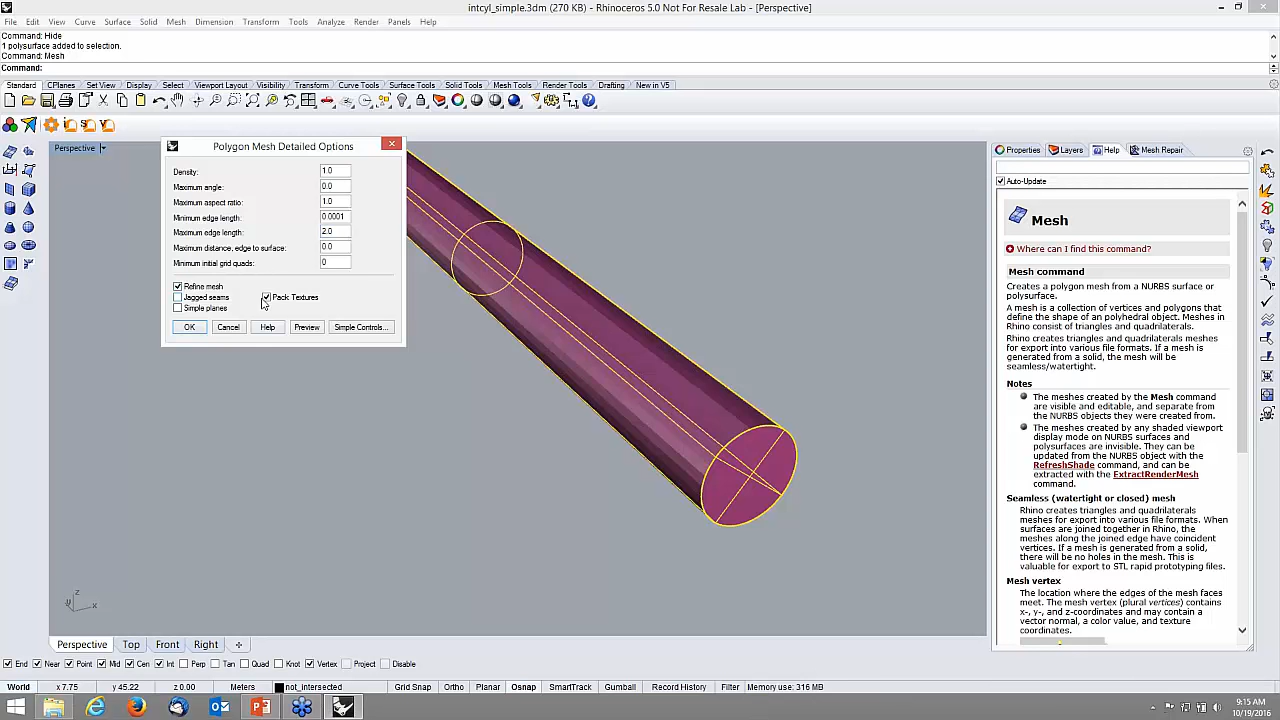 intcyl_simple.3dm (270 KB) - Rhinoceros 5.0 Not For Resale Lab - [Perspective]
File Edit View Curve Surface Solid Mesh Dimension Transform Tools Analyze Render Panels Help
Command: Hide
1 polysurface added to selection.
Command: Mesh
Command:
Standard CPlanes Set View Display Select Viewport Layout Visibility Transform Curve Tools Surface Tools Solid Tools Mesh Tools Render Tools Drafting New in V5
Perspective
Polygon Mesh Detailed Options
Density: 1.0
Maximum angle: 0.0
Maximum aspect ratio: 1.0
Minimum edge length: 0.0001
Maximum edge length: 2.0
Maximum distance, edge to surface: 0.0
Minimum initial grid quads: 0
Refine mesh
Jagged seams Pack Textures
Simple planes
OK Cancel Help Preview Simple Controls...
Properties Layers Help Mesh Repair
Auto-Update
Mesh
Where can I find this command?
Mesh command
Creates a polygon mesh from a NURBS surface or
polysurface.
A mesh is a collection of vertices and polygons that
define the shape of an polyhedral object. Meshes in
Rhino consist of triangles and quadrilaterals.
Rhino creates triangles and quadrilaterals meshes
for export into various file formats. If a mesh is
generated from a solid, the mesh will be
seamless/watertight.
Notes
The meshes created by the Mesh command
are visible and editable, and separate from
the NURBS objects they were created from.
The meshes created by any shaded viewport
display mode on NURBS surfaces and
polysurfaces are invisible. They can be
updated from the NURBS object with the
RefreshShade command, and can be
extracted with the ExtractRenderMesh
command.
Seamless (watertight or closed) mesh
Rhino creates triangles and quadrilaterals
meshes for export into various file formats. When
surfaces are joined together in Rhino, the
meshes along the joined edge have coincident
vertices. If a mesh is generated from a solid,
there will be no holes in the mesh. This is
valuable for export to STL rapid prototyping files.
Mesh vertex
The location where the edges of the mesh faces
meet. The mesh vertex (plural vertices) contains
x-, y-, and z-coordinates and may contain a
vector normal, a color value, and texture
coordinates.
z
y x
Perspective Top Front Right
End Near Point Mid Cen Int Perp Tan Quad Knot Vertex Project Disable
World x 7.75 y 45.22 z 0.00 Meters not_intersected Grid Snap Ortho Planar Osnap SmartTrack Gumball Record History Filter Memory use: 316 MB
9:15 AM
10/19/2016